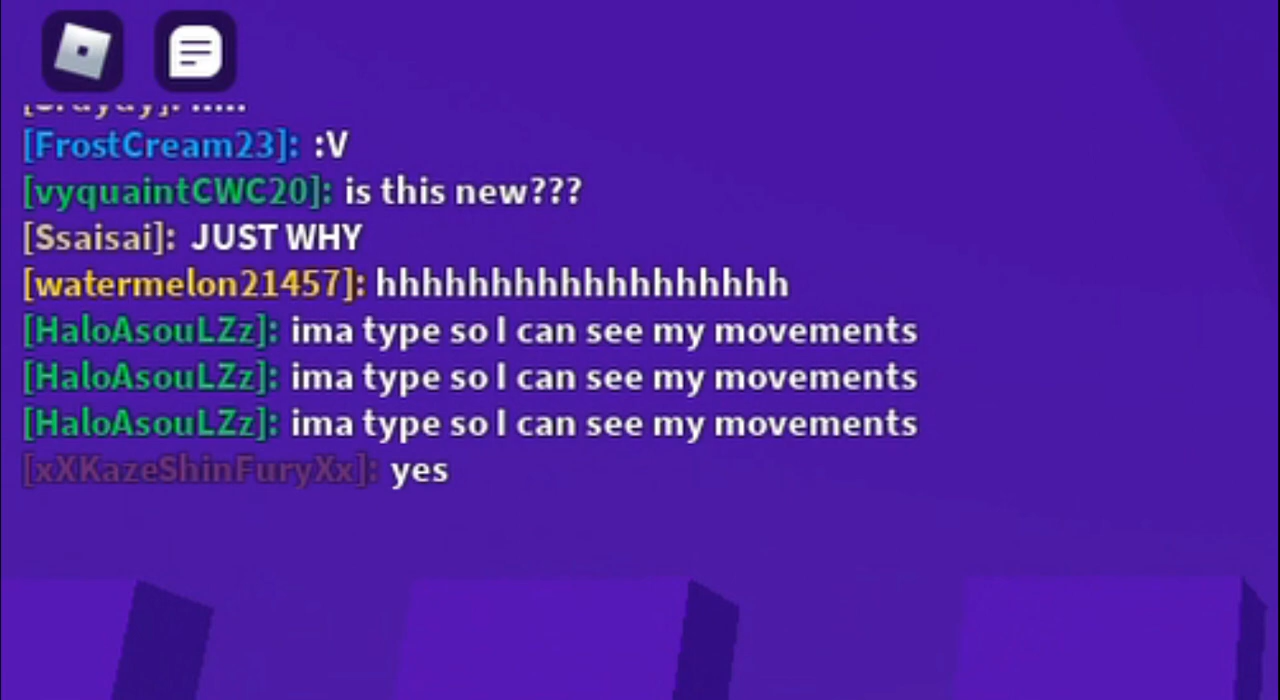 [FrostCream23]: :V
[vyquaintCWC20]: is this new???
[Ssaisai]: JUST WHY
[watermelon21457]: hhhhhhhhhhhhhhhhhh
[HaloAsouLZz]: ima type so I can see my movements
[HaloAsouLZz]: ima type so I can see my movements
[HaloAsouLZz]: ima type so I can see my movements
[xXKazeShinFuryXx]: yes